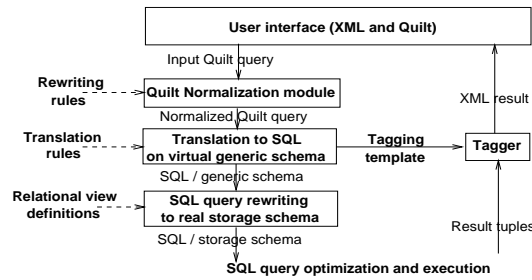 User interface (XML and Quilt)
Input Quilt query
Rewriting
rules
Quilt Normalization module
XML result
Normalized Quilt query
Translation
rules
Translation to SQL
on virtual generic schema
Tagging
template
Tagger
SQL / generic schema
Relational view
definitions
SQL query rewriting
to real storage schema
Result tuples
SQL / storage schema
SQL query optimization and execution